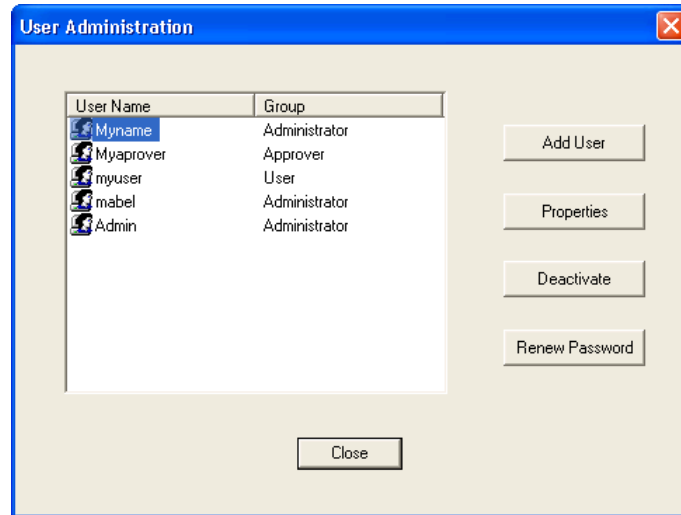 User Administration
User Name Group
Myname Administrator
Myaprover Approver
myuser User
mabel Administrator
Admin Administrator
Add User
Properties
Deactivate
Renew Password
Close